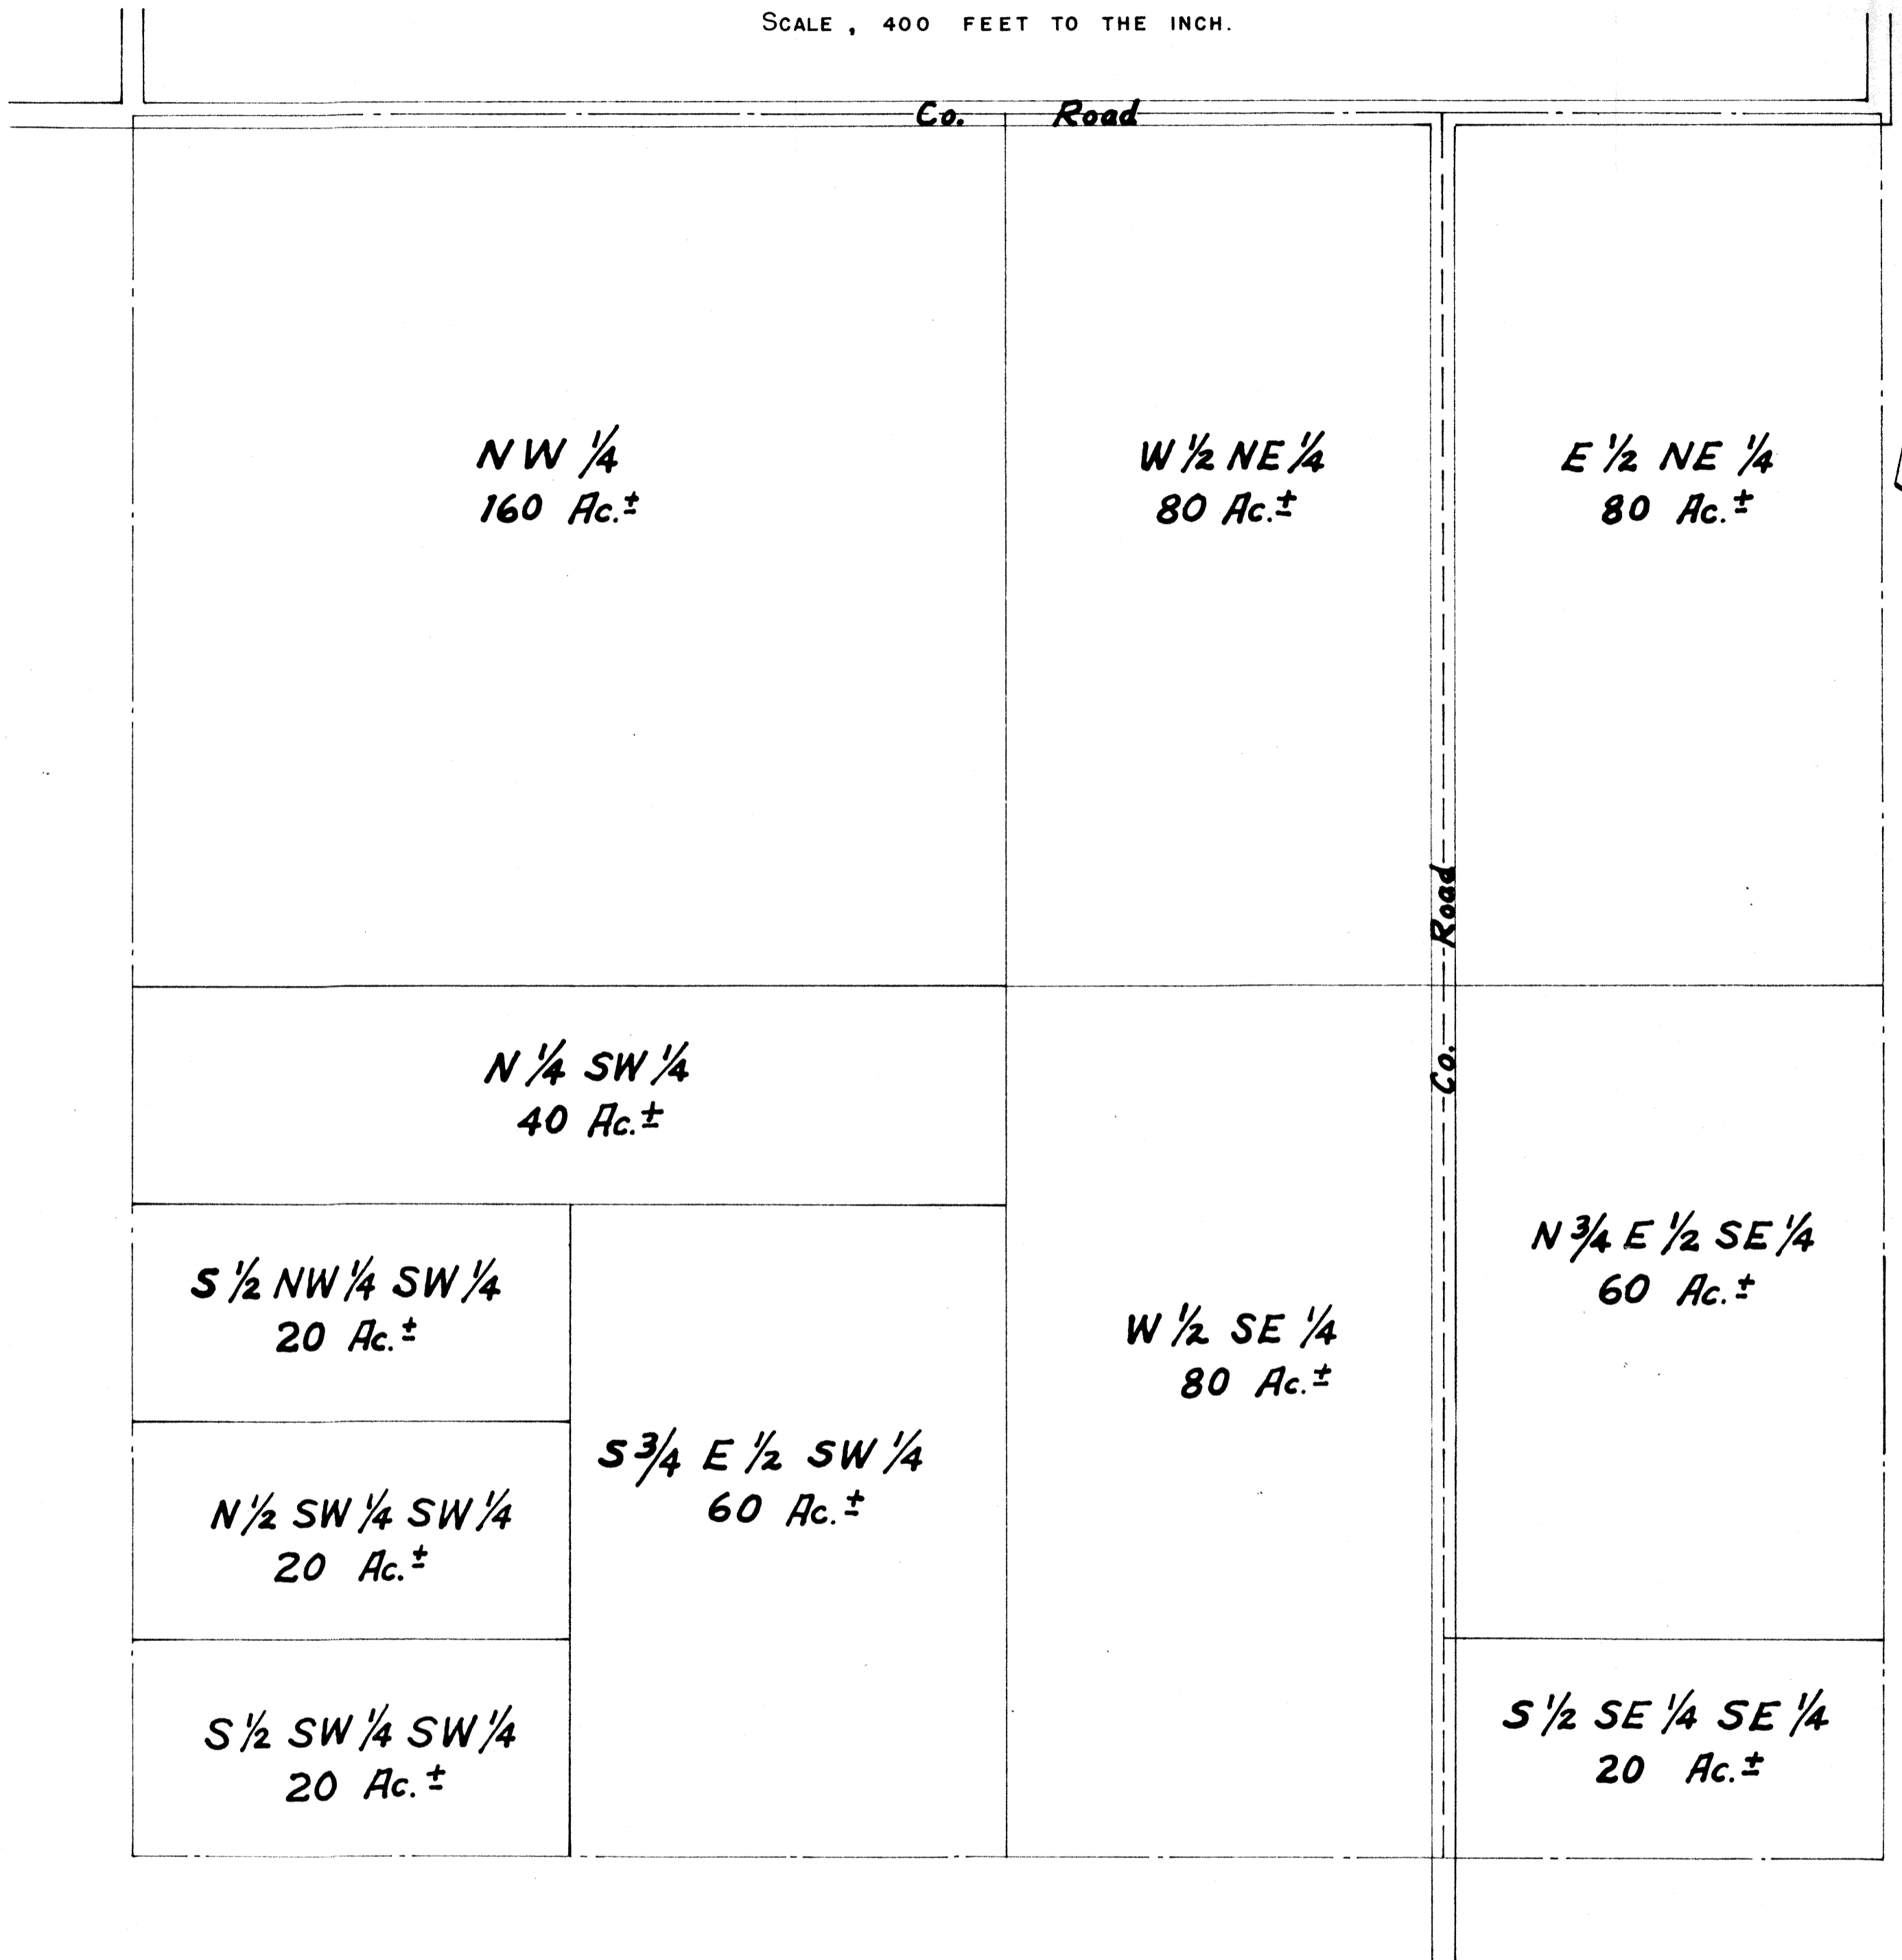 SCALE , 400 FEET TO THE INCH.
Co. Road
NW 1/4
160 Ac.±
W 1/2 NE 1/4
80 Ac.±
E 1/2 NE 1/4
80 Ac.±
Co. Road
N 1/4 SW 1/4
40 Ac.±
S 1/2 NW 1/4 SW 1/4
20 Ac.±
N 1/2 SW 1/4 SW 1/4
20 Ac.±
S 1/2 SW 1/4 SW 1/4
20 Ac.±
S 3/4 E 1/2 SW 1/4
60 Ac.±
W 1/2 SE 1/4
80 Ac.±
N 3/4 E 1/2 SE 1/4
60 Ac.±
S 1/2 SE 1/4 SE 1/4
20 Ac.±